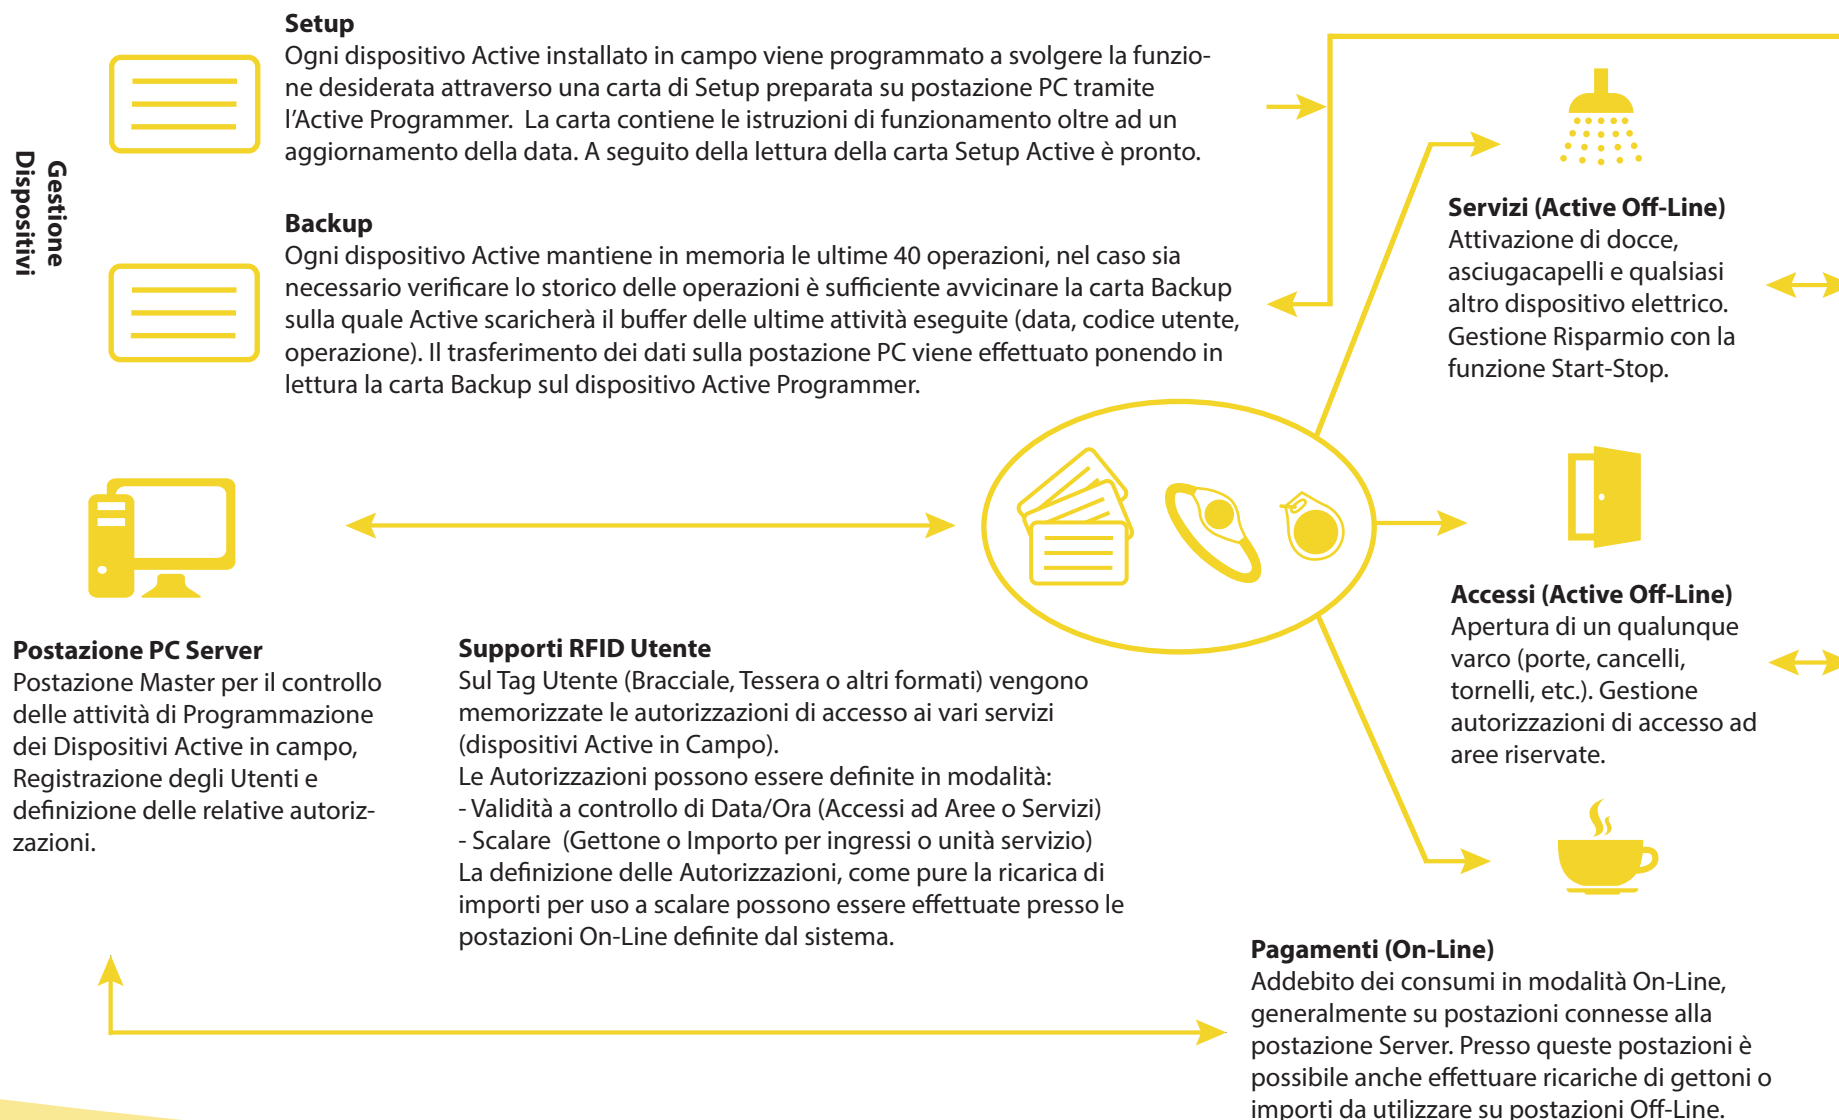 Gestione
Dispositivi
Setup
Ogni dispositivo Active installato in campo viene programmato a svolgere la funzio-
ne desiderata attraverso una carta di Setup preparata su postazione PC tramite
l'Active Programmer.  La carta contiene le istruzioni di funzionamento oltre ad un
aggiornamento della data. A seguito della lettura della carta Setup Active è pronto.
Backup
Ogni dispositivo Active mantiene in memoria le ultime 40 operazioni, nel caso sia
necessario verificare lo storico delle operazioni è sufficiente avvicinare la carta Backup
sulla quale Active scaricherà il buffer delle ultime attività eseguite (data, codice utente,
operazione). Il trasferimento dei dati sulla postazione PC viene effettuato ponendo in
lettura la carta Backup sul dispositivo Active Programmer.
Servizi (Active Off-Line)
Attivazione di docce,
asciugacapelli e qualsiasi
altro dispositivo elettrico.
Gestione Risparmio con la
funzione Start-Stop.
Postazione PC Server
Postazione Master per il controllo
delle attività di Programmazione
dei Dispositivi Active in campo,
Registrazione degli Utenti e
definizione delle relative autoriz-
zazioni.
Supporti RFID Utente
Sul Tag Utente (Bracciale, Tessera o altri formati) vengono
memorizzate le autorizzazioni di accesso ai vari servizi
(dispositivi Active in Campo).
Le Autorizzazioni possono essere definite in modalità:
- Validità a controllo di Data/Ora (Accessi ad Aree o Servizi)
- Scalare  (Gettone o Importo per ingressi o unità servizio)
La definizione delle Autorizzazioni, come pure la ricarica di
importi per uso a scalare possono essere effettuate presso le
postazioni On-Line definite dal sistema.
Accessi (Active Off-Line)
Apertura di un qualunque
varco (porte, cancelli,
tornelli, etc.). Gestione
autorizzazioni di accesso ad
aree riservate.
Pagamenti (On-Line)
Addebito dei consumi in modalità On-Line,
generalmente su postazioni connesse alla
postazione Server. Presso queste postazioni è
possibile anche effettuare ricariche di gettoni o
importi da utilizzare su postazioni Off-Line.